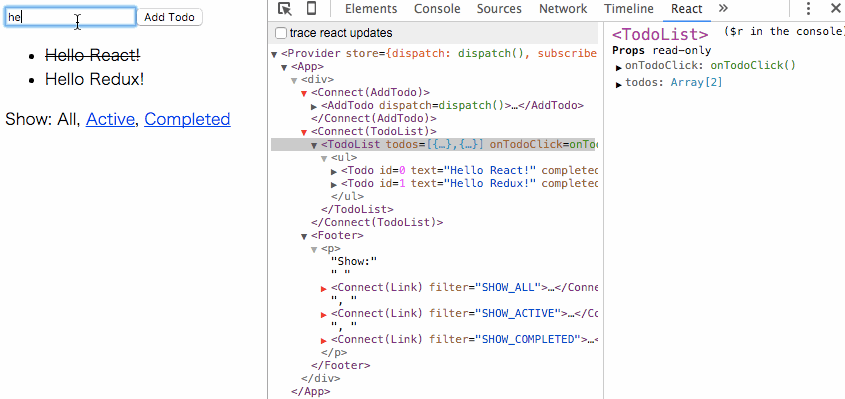 he
Add Todo
Hello React!
Hello Redux!
Show: All, Active, Completed
Elements Console Sources Network Timeline React »
trace react updates
<Provider store={dispatch: dispatch(), subscribe
<App>
<div>
<Connect(AddTodo)>
<AddTodo dispatch=dispatch()>…</AddTodo>
</Connect(AddTodo)>
<Connect(TodoList)>
<TodoList todos=[{…},{…}] onTodoClick=onTod
<ul>
<Todo id=0 text="Hello React!" completed
<Todo id=1 text="Hello Redux!" completed
</ul>
</TodoList>
</Connect(TodoList)>
<Footer>
<p>
"Show:"
" "
<Connect(Link) filter="SHOW_ALL">…</Conne
", "
<Connect(Link) filter="SHOW_ACTIVE">…</Co
", "
<Connect(Link) filter="SHOW_COMPLETED">…<
</p>
</Footer>
</div>
</App>
<TodoList> ($r in the console)
Props read-only
onTodoClick: onTodoClick()
todos: Array[2]